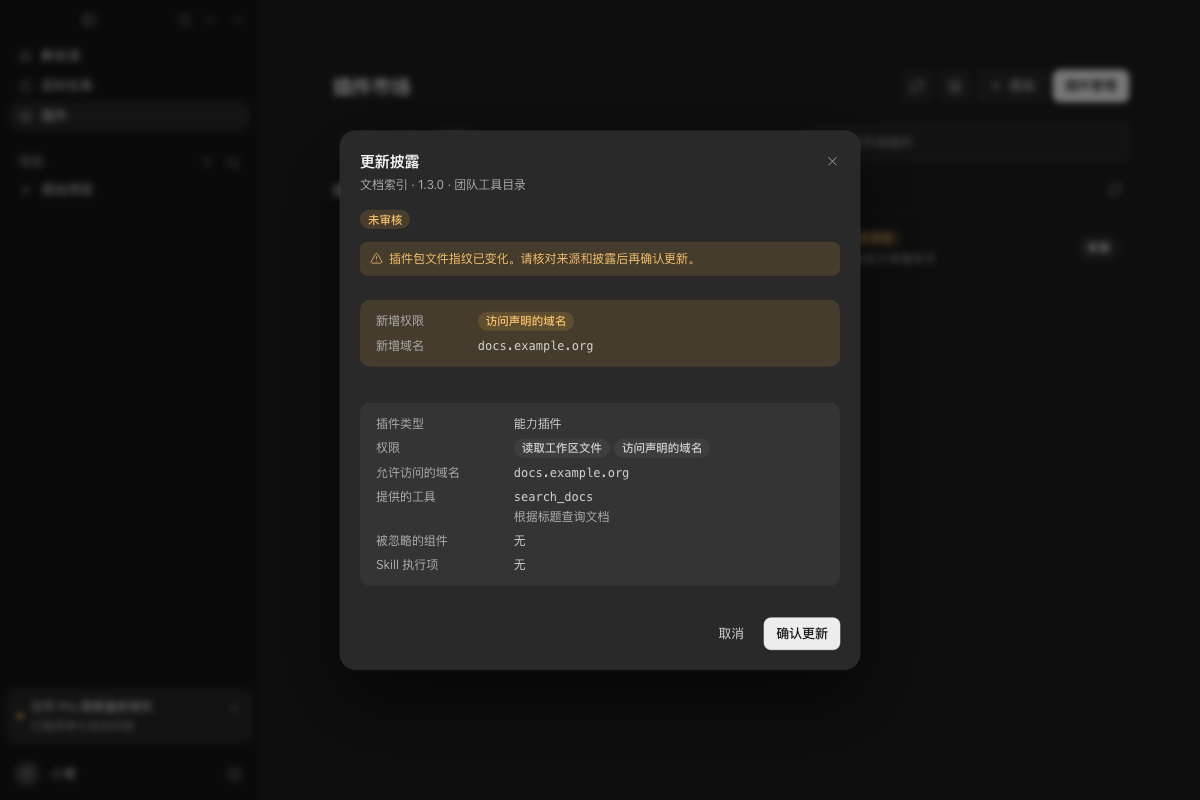 更新披露
文档索引 · 1.3.0 · 团队工具目录
未审核
插件包文件指纹已变化。请核对来源和披露后再确认更新。
新增权限 访问声明的域名
新增域名 docs.example.org
插件类型 能力插件
权限 读取工作区文件 访问声明的域名
允许访问的域名 docs.example.org
提供的工具 search_docs
根据标题查询文档
被忽略的组件 无
Skill 执行项 无
取消 确认更新